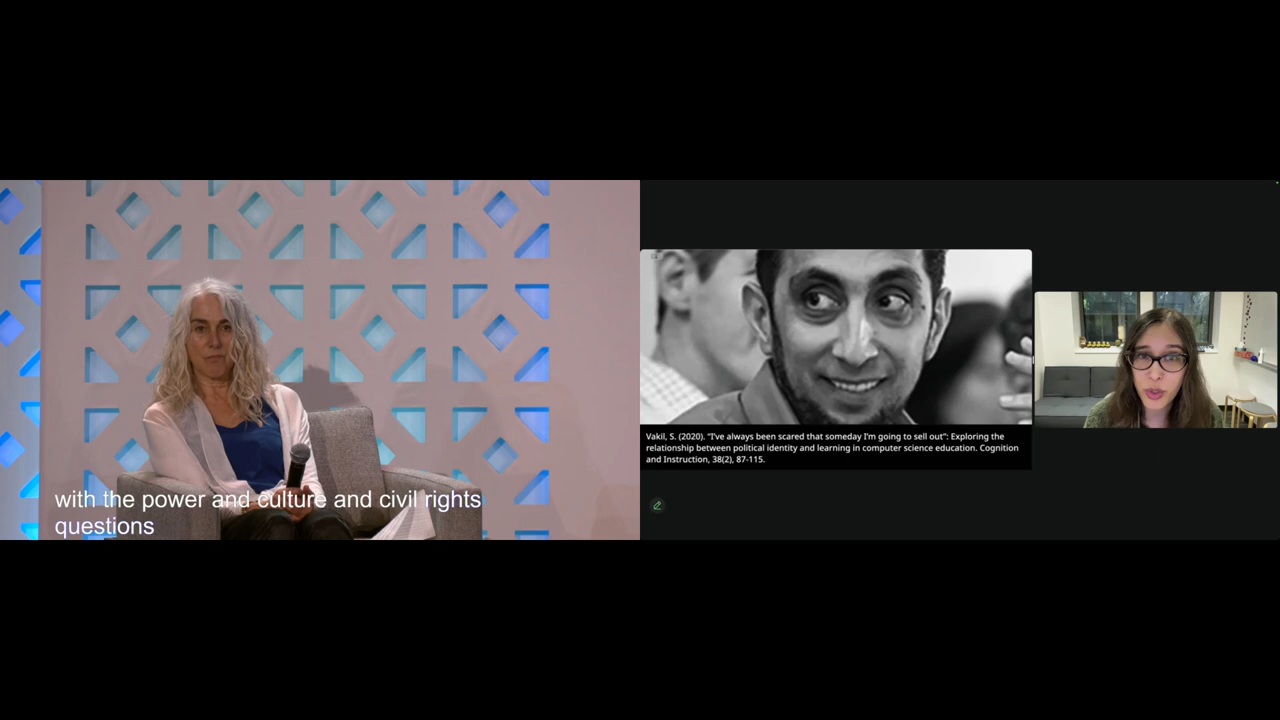 with the power and culture and civil rights
questions
Vakil, S. (2020). "I've always been scared that someday I'm going to sell out": Exploring the
relationship between political identity and learning in computer science education. Cognition
and Instruction, 38(2), 87-115.